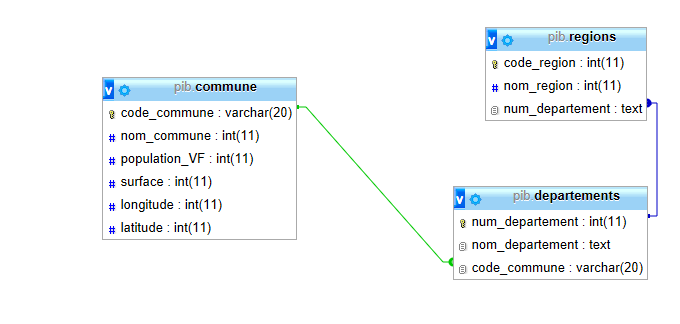 pib.regions
code_region : int(11)
nom_region : int(11)
num_departement : text
pib.commune
code_commune : varchar(20)
nom_commune : int(11)
population_VF : int(11)
surface : int(11)
longitude : int(11)
latitude : int(11)
pib.departements
num_departement : int(11)
nom_departement : text
code_commune : varchar(20)